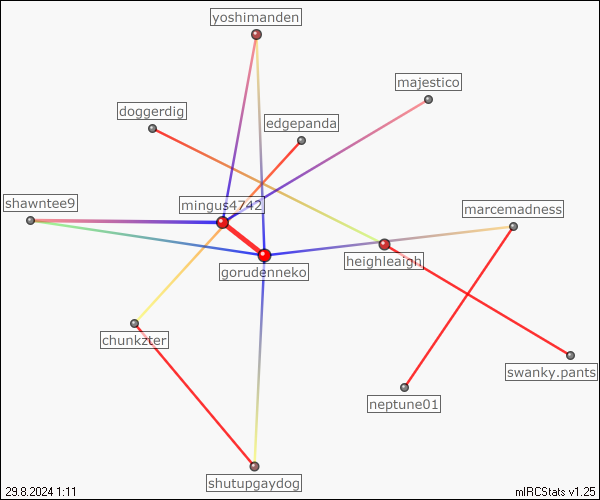 yoshimanden
majestico
doggerdig
edgepanda
shawntee9
mingus4742
marcemadness
heighleaigh
gorudenneko
chunkzter
swanky.pants
neptune01
shutupgaydog
29.8.2024 1:11
mIRCStats v1.25